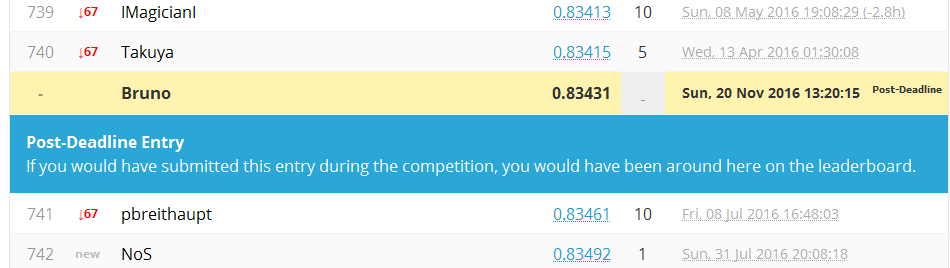 739 ↓67 IMagicianI 0.83413 10 Sun, 08 May 2016 19:08:29 (-2.8h)
740 ↓67 Takuya 0.83415 5 Wed, 13 Apr 2016 01:30:08
- Bruno 0.83431 - Sun, 20 Nov 2016 13:20:15 Post-Deadline
Post-Deadline Entry
If you would have submitted this entry during the competition, you would have been around here on the leaderboard.
741 ↓67 pbreithaupt 0.83461 10 Fri, 08 Jul 2016 16:48:03
742 new NoS 0.83492 1 Sun, 31 Jul 2016 20:08:18